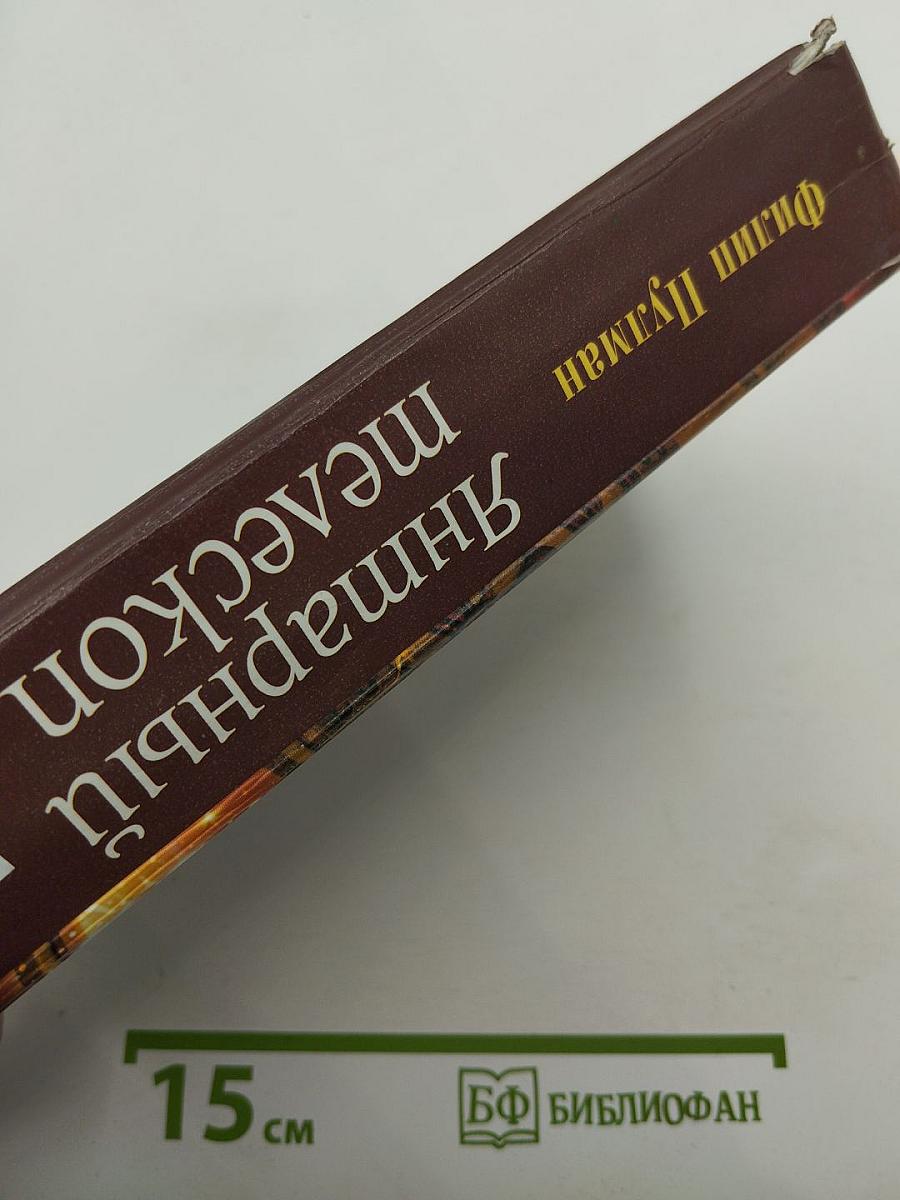 Филип Пулман
Янтарный
телескоп
15 см
БФ БИБЛИОФАН